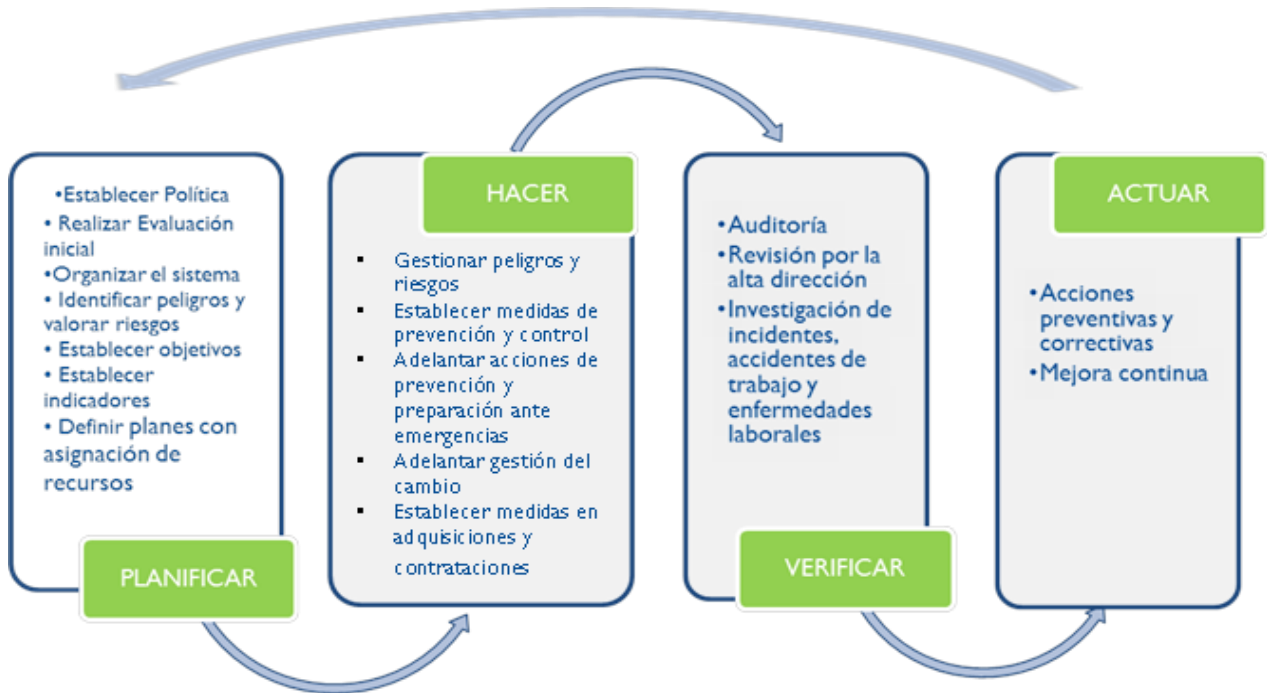 •Establecer Política
• Realizar Evaluación
inicial
•Organizar el sistema
• Identificar peligros y
valorar riesgos
• Establecer objetivos
• Establecer
indicadores
• Definir planes con
asignación de
recursos
PLANIFICAR
HACER
▪ Gestionar peligros y
riesgos
▪ Establecer medidas de
prevención y control
▪ Adelantar acciones de
prevención y
preparación ante
emergencias
▪ Adelantar gestión del
cambio
▪ Establecer medidas en
adquisiciones y
contrataciones
•Auditoría
•Revisión por la
alta dirección
•Investigación de
incidentes,
accidentes de
trabajo y
enfermedades
laborales
VERIFICAR
ACTUAR
•Acciones
preventivas y
correctivas
•Mejora continua